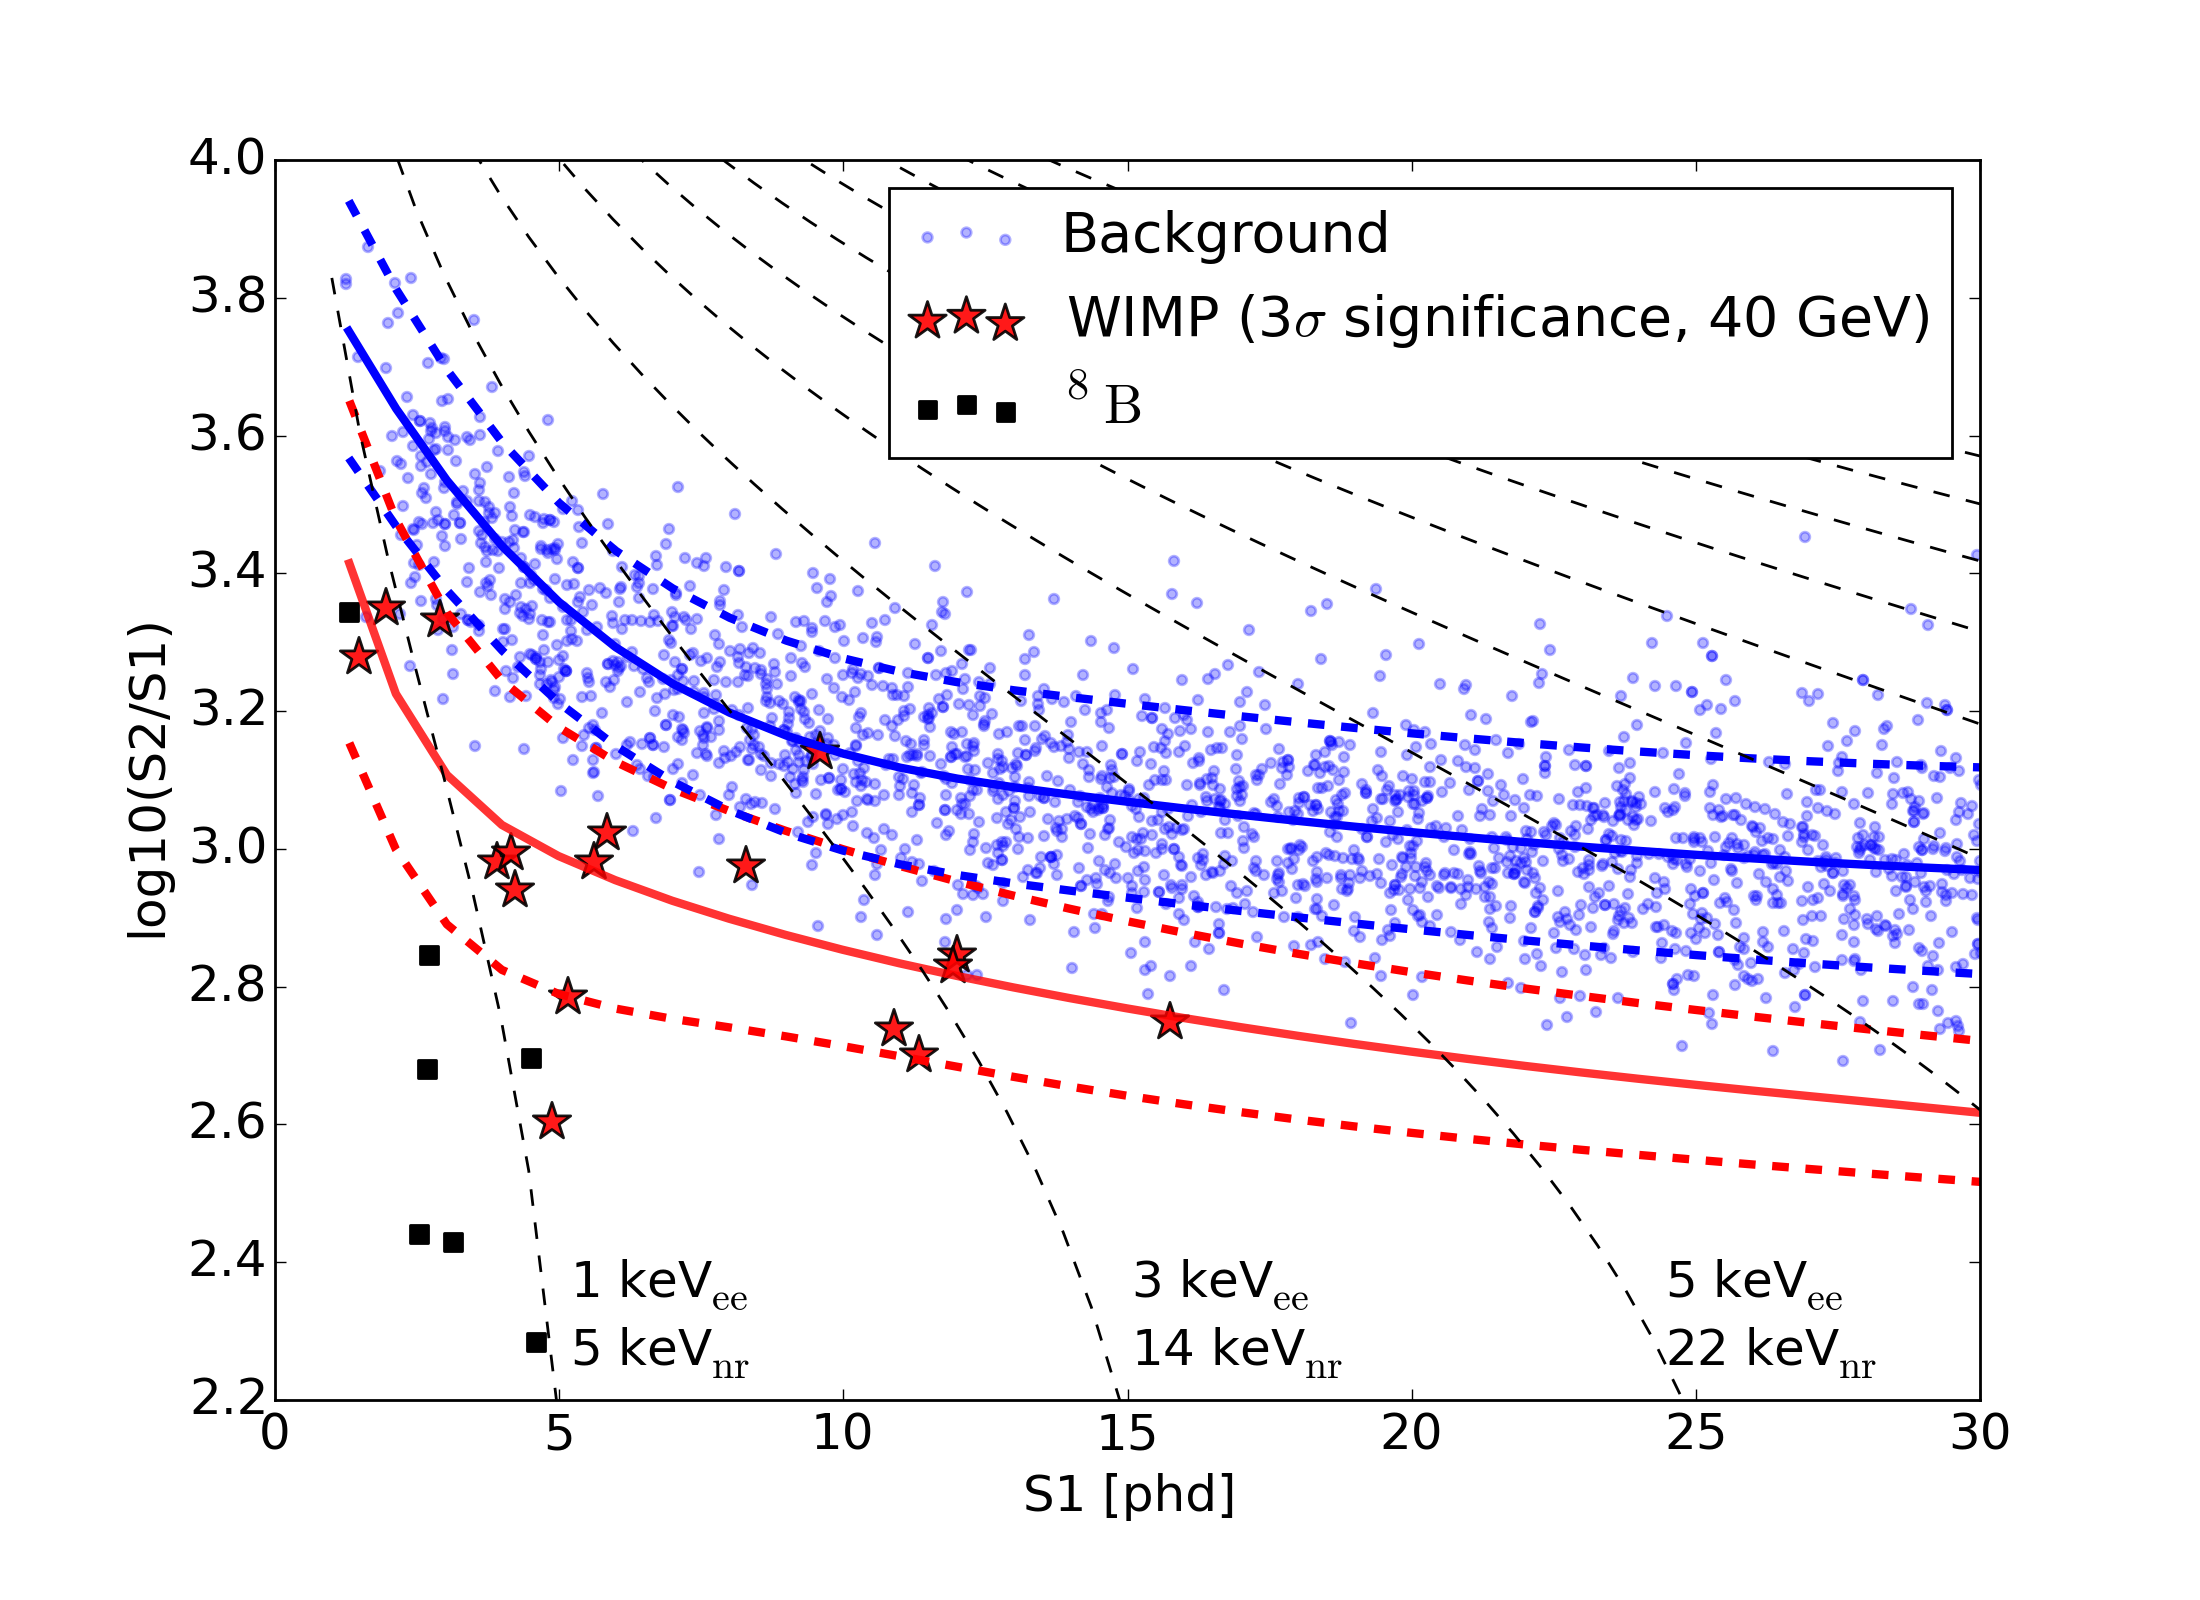 4.0
3.8
3.6
3.4
3.2
3.0
2.8
2.6
2.4
2.2
log10(S2/S1)
Background
WIMP (3σ significance, 40 GeV)
⁸ B
1 keVₑₑ
5 keVₙᵣ
3 keVₑₑ
14 keVₙᵣ
5 keVₑₑ
22 keVₙᵣ
0 5 10 15 20 25 30
S1 [phd]